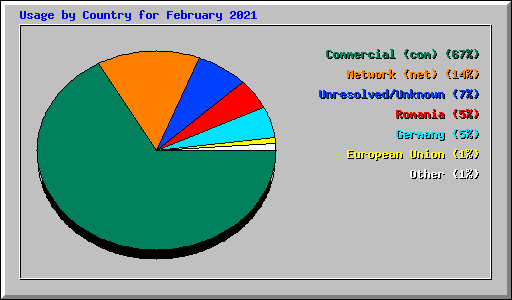 Usage by Country for February 2021
Commercial (com) (67%)
Network (net) (14%)
Unresolved/Unknown (7%)
Romania (5%)
Germany (5%)
European Union (1%)
Other (1%)